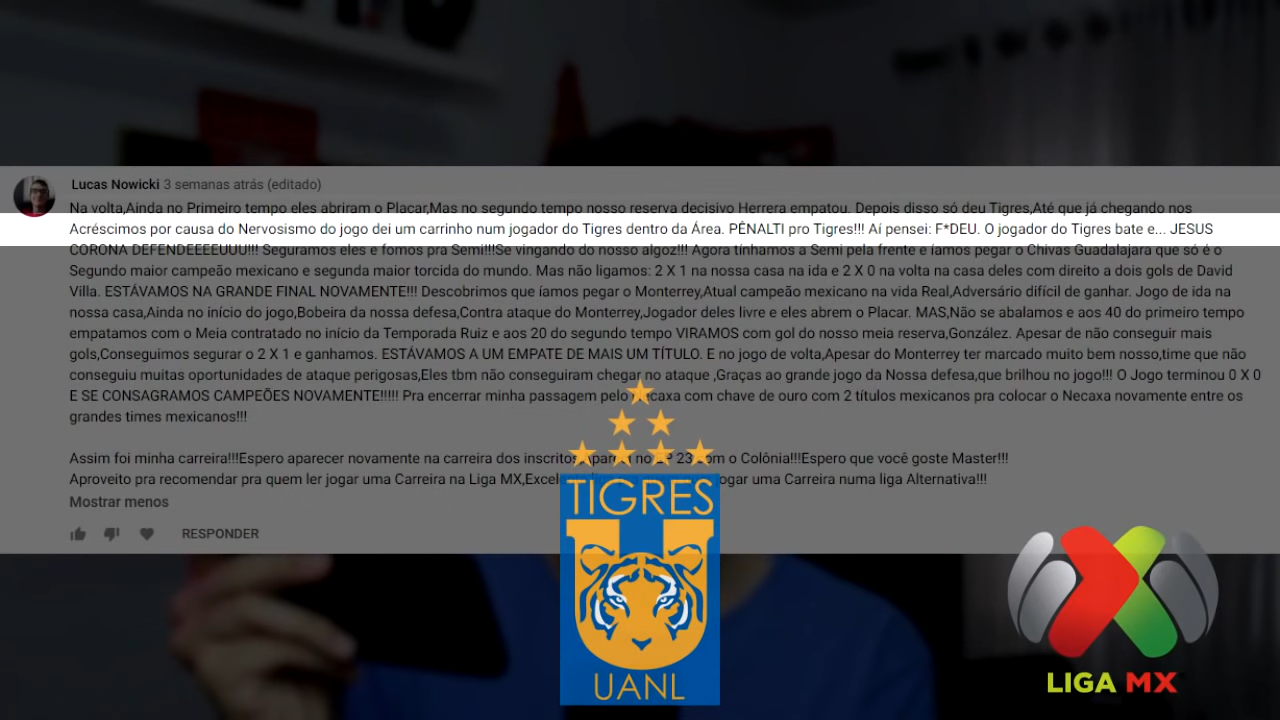 Lucas Nowicki 3 semanas atrás (editado)
Na volta,Ainda no Primeiro tempo eles abriram o Placar,Mas no segundo tempo nosso reserva decisivo Herrera empatou. Depois disso só deu Tigres,Até que já chegando nos
Acréscimos por causa do Nervosismo do jogo dei um carrinho num jogador do Tigres dentro da Área. PÊNALTI pro Tigres!!! Aí pensei: F*DEU. O jogador do Tigres bate e... JESUS
CORONA DEFENDEEEEUUU!!! Seguramos eles e fomos pra Semi!!!!Se vingando do nosso algoz!!! Agora tínhamos a Semi pela frente e íamos pegar o Chivas Guadalajara que só é o
Segundo maior campeão mexicano e segunda maior torcida do mundo. Mas não ligamos: 2 X 1 na nossa casa na ida e 2 X 0 na volta na casa deles com direito a dois gols de David
Villa. ESTÁVAMOS NA GRANDE FINAL NOVAMENTE!!! Descobrimos que íamos pegar o Monterrey,Atual campeão mexicano na vida Real,Adversário difícil de ganhar. Jogo de ida na
nossa casa,Ainda no início do jogo,Bobeira da nossa defesa,Contra ataque do Monterrey,Jogador deles livre e eles abrem o Placar. MAS,Não se abalamos e aos 40 do primeiro tempo
empatamos com o Meia contratado no início da Temporada Ruiz e aos 20 do segundo tempo VIRAMOS com gol do nosso meia reserva,González. Apesar de não conseguir mais
gols,Conseguimos segurar o 2 X 1 e ganhamos. ESTÁVAMOS A UM EMPATE DE MAIS UM TÍTULO. E no jogo de volta,Apesar do Monterrey ter marcado muito bem nosso,time que não
conseguiu muitas oportunidades de ataque perigosas,Eles tbm não conseguiram chegar no ataque ,Graças ao grande jogo da Nossa defesa,que brilhou no jogo!!! O Jogo terminou 0 X 0
E SE CONSAGRAMOS CAMPEÕES NOVAMENTE!!!!! Pra encerrar minha passagem pelo Necaxa com chave de ouro com 2 títulos mexicanos pra colocar o Necaxa novamente entre os
grandes times mexicanos!!!
Assim foi minha carreira!!!Espero aparecer novamente na carreira dos inscritos, no 23 com o Colônia!!!Espero que você goste Master!!!
Aproveito pra recomendar pra quem ler jogar uma Carreira na Liga MX, jogar uma Carreira numa liga Alternativa!!!
Mostrar menos
RESPONDER
TIGRES
UANL
LIGA MX